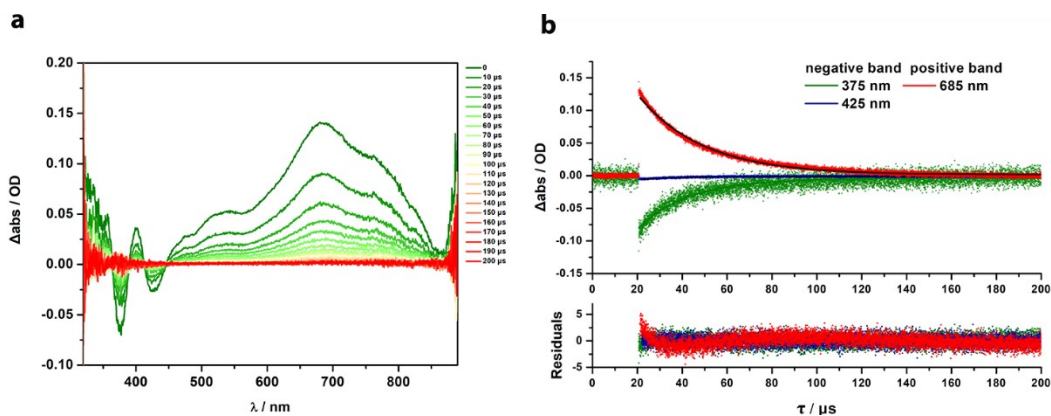 a
Δabs / OD
0.20
0.15
0.10
0.05
0.00
-0.05
-0.10
400 500 600 700 800
λ / nm
0
10 μs
20 μs
30 μs
40 μs
50 μs
60 μs
70 μs
80 μs
90 μs
100 μs
110 μs
120 μs
130 μs
140 μs
150 μs
160 μs
170 μs
180 μs
180 μs
200 μs
b
negative band positive band
375 nm 685 nm
425 nm
Δabs / OD
0.15
0.10
0.05
0.00
-0.05
-0.10
-0.15
0 20 40 60 80 100 120 140 160 180 200
Residuals
5
0
-5
0 20 40 60 80 100 120 140 160 180 200
τ / μs